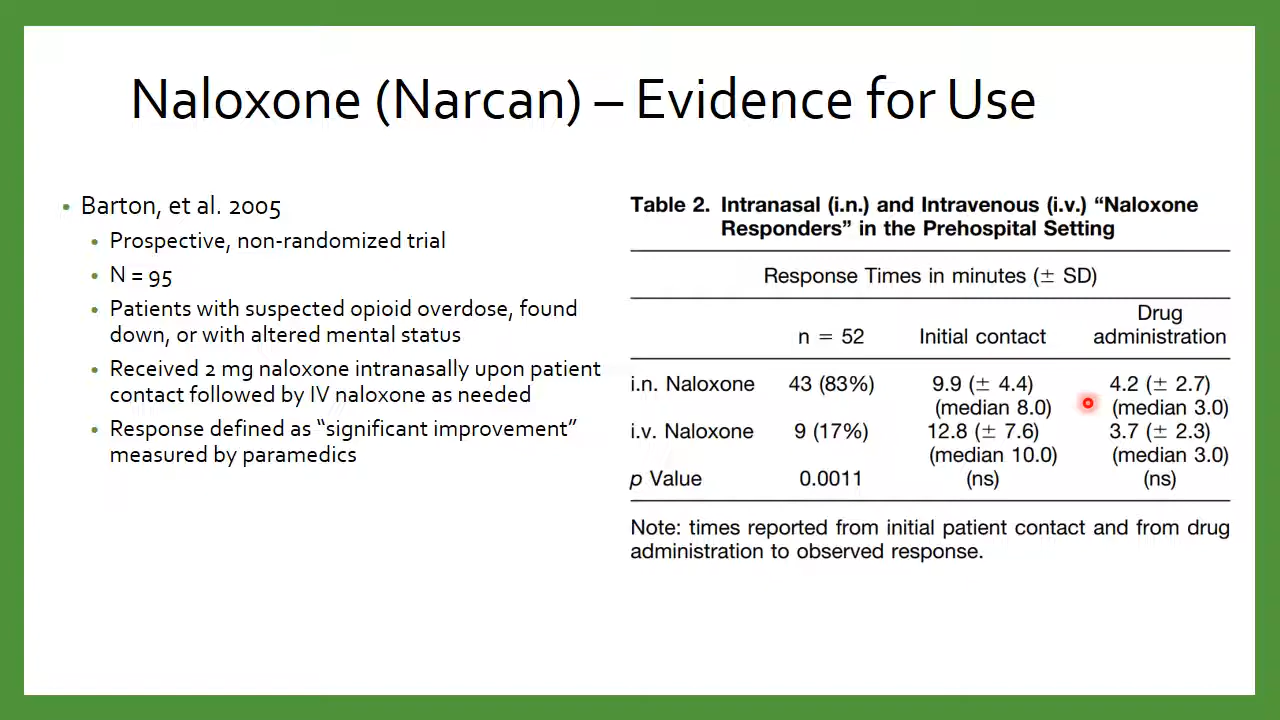 Naloxone (Narcan) – Evidence for Use
• Barton, et al. 2005
• Prospective, non-randomized trial
• N = 95
• Patients with suspected opioid overdose, found
down, or with altered mental status
• Received 2 mg naloxone intranasally upon patient
contact followed by IV naloxone as needed
• Response defined as “significant improvement”
measured by paramedics
Table 2. Intranasal (i.n.) and Intravenous (i.v.) “Naloxone
Responders” in the Prehospital Setting
Response Times in minutes (± SD)
Drug
n = 52 Initial contact administration
i.n. Naloxone 43 (83%) 9.9 (± 4.4) 4.2 (± 2.7)
(median 8.0) (median 3.0)
i.v. Naloxone 9 (17%) 12.8 (± 7.6) 3.7 (± 2.3)
(median 10.0) (median 3.0)
p Value 0.0011 (ns) (ns)
Note: times reported from initial patient contact and from drug
administration to observed response.